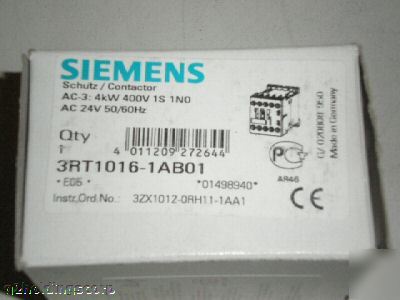 SIEMENS
Schutz / Contactor
AC-3: 4kW 400V 1S 1NO
AC 24V 50/60Hz
Qty
1
4 011209 272644
3RT1016-1AB01
* E05 * *01498940*
Instr.Ord.No.: 3ZX1012-0RH11-1AA1
AR46
Made in Germany